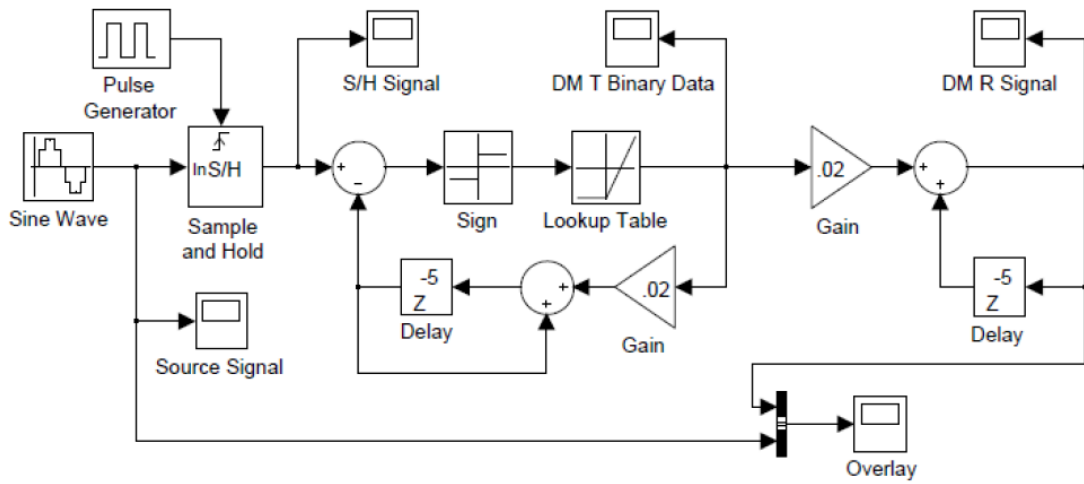 Pulse
Generator
S/H Signal
DM T Binary Data
DM R Signal
Sine Wave
In S/H
Sample
and Hold
+
−
Sign
Lookup Table
.02
Gain
+
+
-5
Z
Delay
+
+
.02
Gain
-5
Z
Delay
Source Signal
Overlay